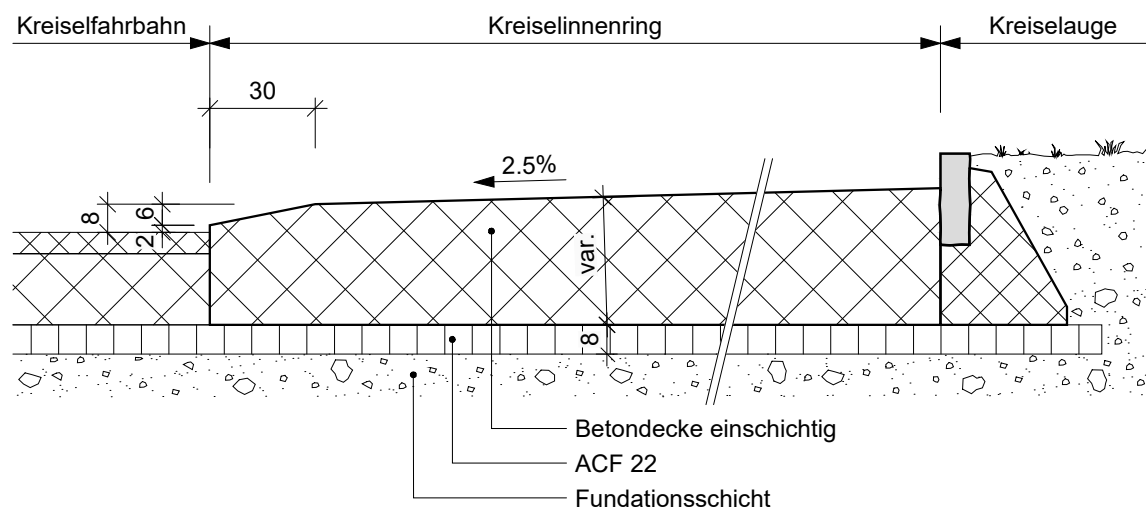 Kreiselfahrbahn
Kreiselinnenring
Kreiselauge
30
2.5%
8
6
2
var.
8
Betondecke einschichtig
ACF 22
Fundationsschicht